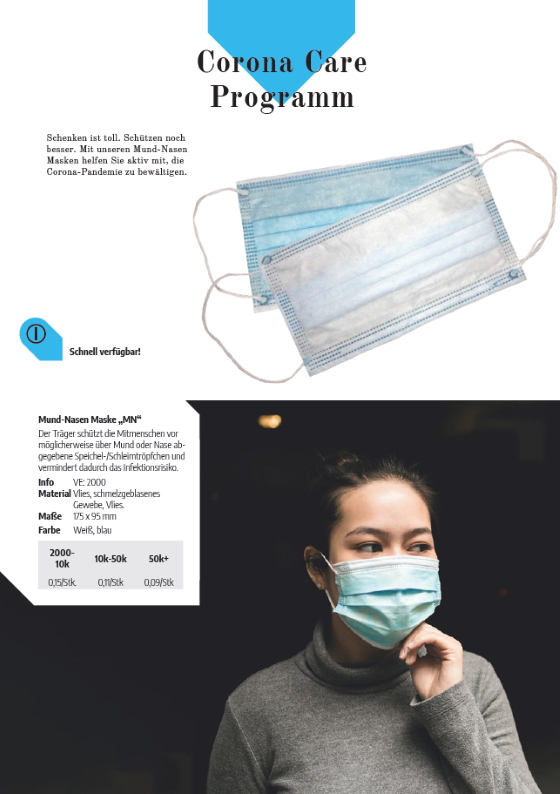 Corona Care
Programm
Schenken ist toll. Schützen noch
besser. Mit unseren Mund-Nasen
Masken helfen Sie aktiv mit, die
Corona-Pandemie zu bewältigen.
Schnell verfügbar!
Mund-Nasen Maske „MN“
Der Träger schützt die Mitmenschen vor
möglicherweise über Mund oder Nase ab-
gegebene Speichel-/Schleimtröpfchen und
vermindert dadurch das Infektionsrisiko.
Info VE: 2000
Material Vlies, schmelzgeblasenes
Gewebe, Vlies.
Maße 175 x 95 mm
Farbe Weiß, blau
2000-
10k 10k-50k 50k+
0,15/Stk. 0,11/Stk 0,09/Stk